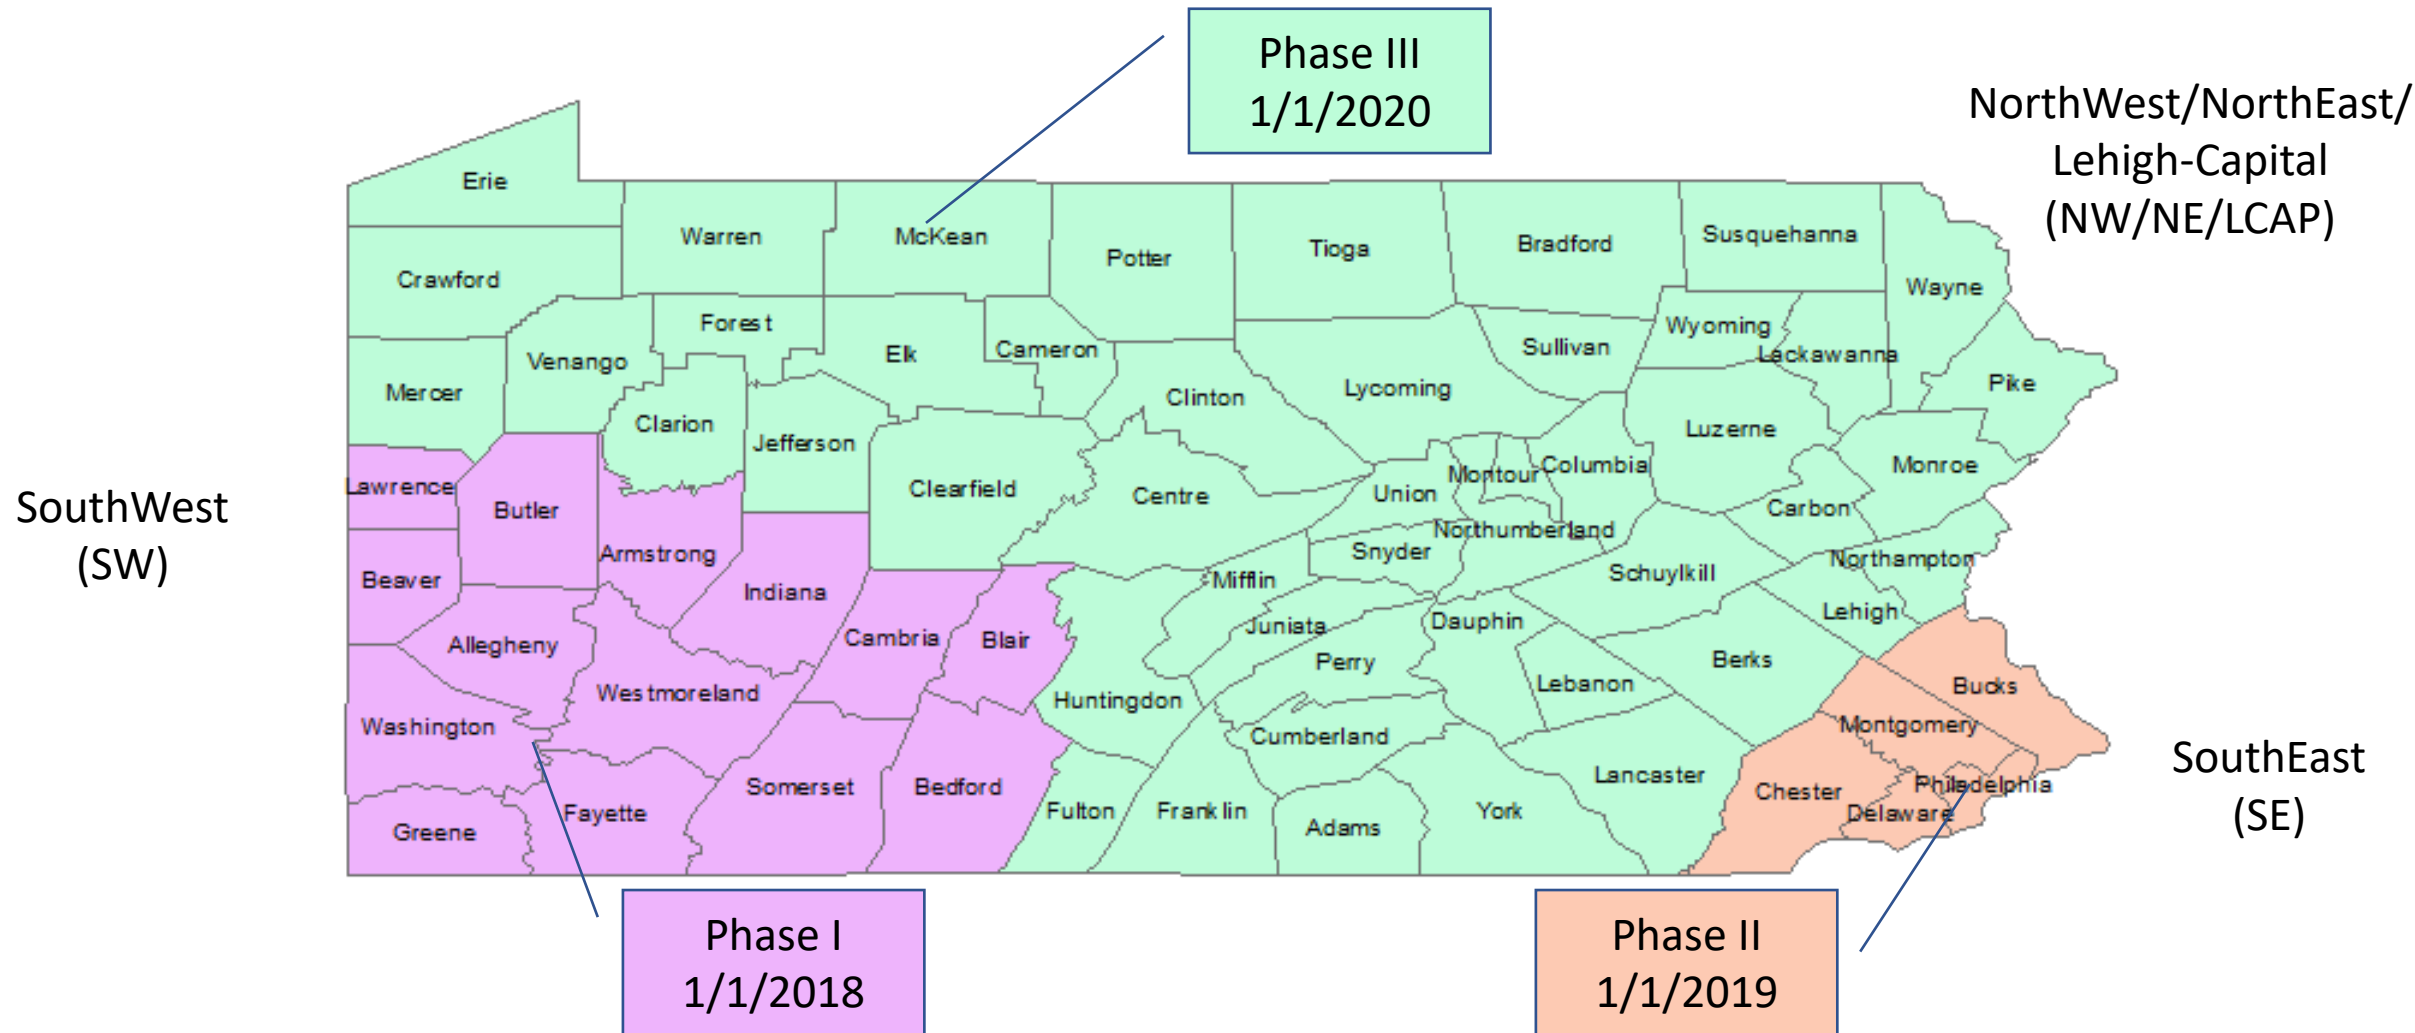 Phase III
1/1/2020
NorthWest/NorthEast/
Lehigh-Capital
(NW/NE/LCAP)
Erie
Warren
McKean
Potter
Tioga
Bradford
Susquehanna
Wayne
Crawford
Forest
Venango
Elk
Cameron
Sullivan
Wyoming
Lackawanna
Mercer
Clarion
Jefferson
Clinton
Lycoming
Luzerne
Pike
Lawrence
Butler
Clearfield
Centre
Union
Montour
Columbia
Monroe
Carbon
SouthWest
(SW)
Armstrong
Snyder
Northumberland
Northampton
Beaver
Indiana
Mifflin
Schuylkill
Lehigh
Allegheny
Cambria
Blair
Juniata
Dauphin
Perry
Berks
Westmoreland
Huntingdon
Lebanon
Bucks
Washington
Cumberland
Montgomery
Somerset
Bedford
Lancaster
Chester
Philadelphia
SouthEast
(SE)
Greene
Fayette
Fulton
Franklin
Adams
York
Delaware
Phase I
1/1/2018
Phase II
1/1/2019